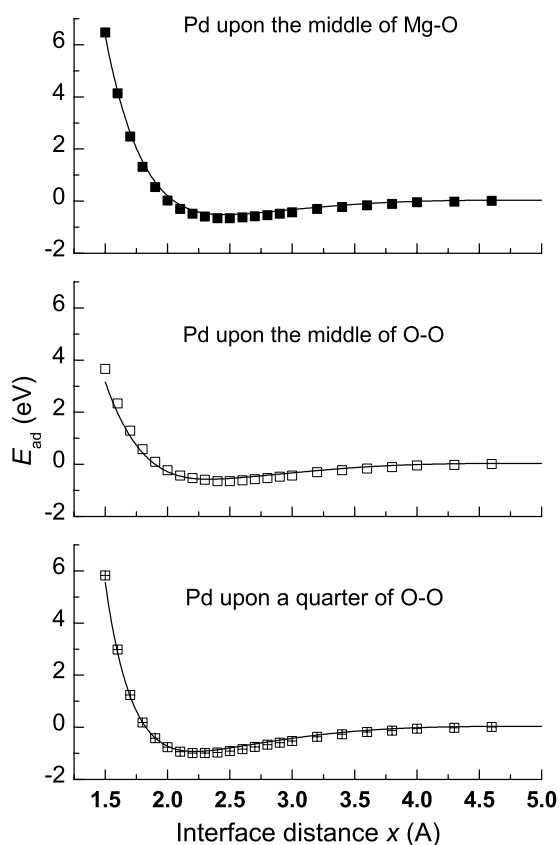 Pd upon the middle of Mg-O
6
4
2
0
-2
Pd upon the middle of O-O
6
4
2
0
-2
E_ad (eV)
Pd upon a quarter of O-O
6
4
2
0
-2
1.5 2.0 2.5 3.0 3.5 4.0 4.5 5.0
Interface distance x (A)